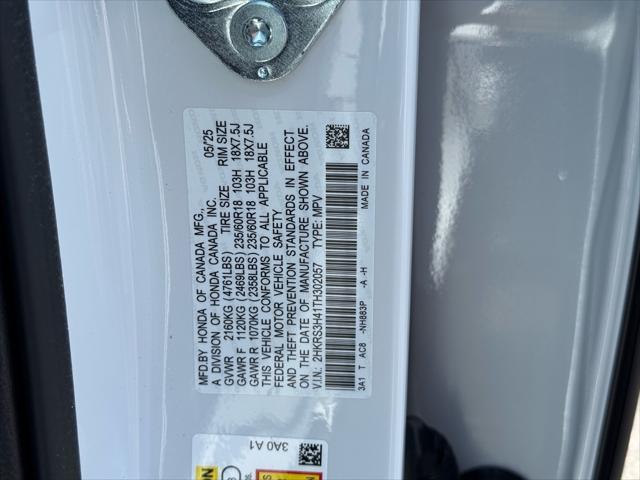 MFD.BY HONDA OF CANADA MFG., 05/25
A DIVISION OF HONDA CANADA INC.
GVWR 2160KG (4761LBS) TIRE SIZE RIM SIZE
GAWR F 1120KG (2469LBS) 235/60R18 103H 18X7.5J
GAWR R 1070KG (2358LBS) 235/60R18 103H 18X7.5J
THIS VEHICLE CONFORMS TO ALL APPLICABLE
FEDERAL MOTOR VEHICLE SAFETY
AND THEFT PREVENTION STANDARDS IN EFFECT
ON THE DATE OF MANUFACTURE SHOWN ABOVE.
V.I.N.: 2HKRS3H41TH302057 TYPE: MPV
3A1 T AC8 -NH883P -A -H MADE IN CANADA
3A0 A1